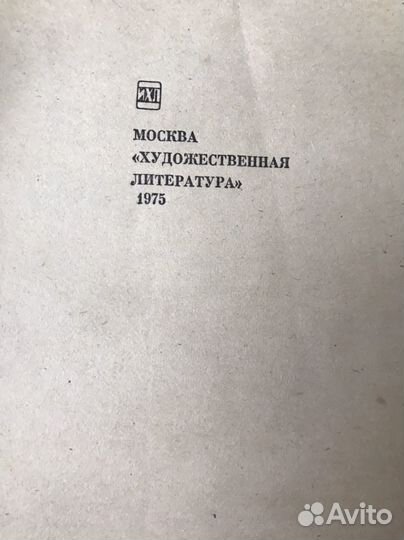 ИХЛ
МОСКВА
«ХУДОЖЕСТВЕННАЯ
ЛИТЕРАТУРА»
1975
Avito